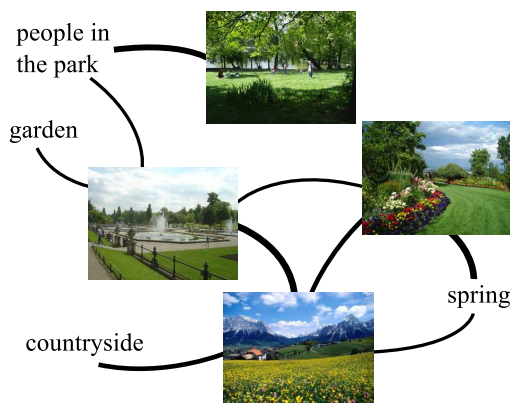 people in
the park
garden
spring
countryside